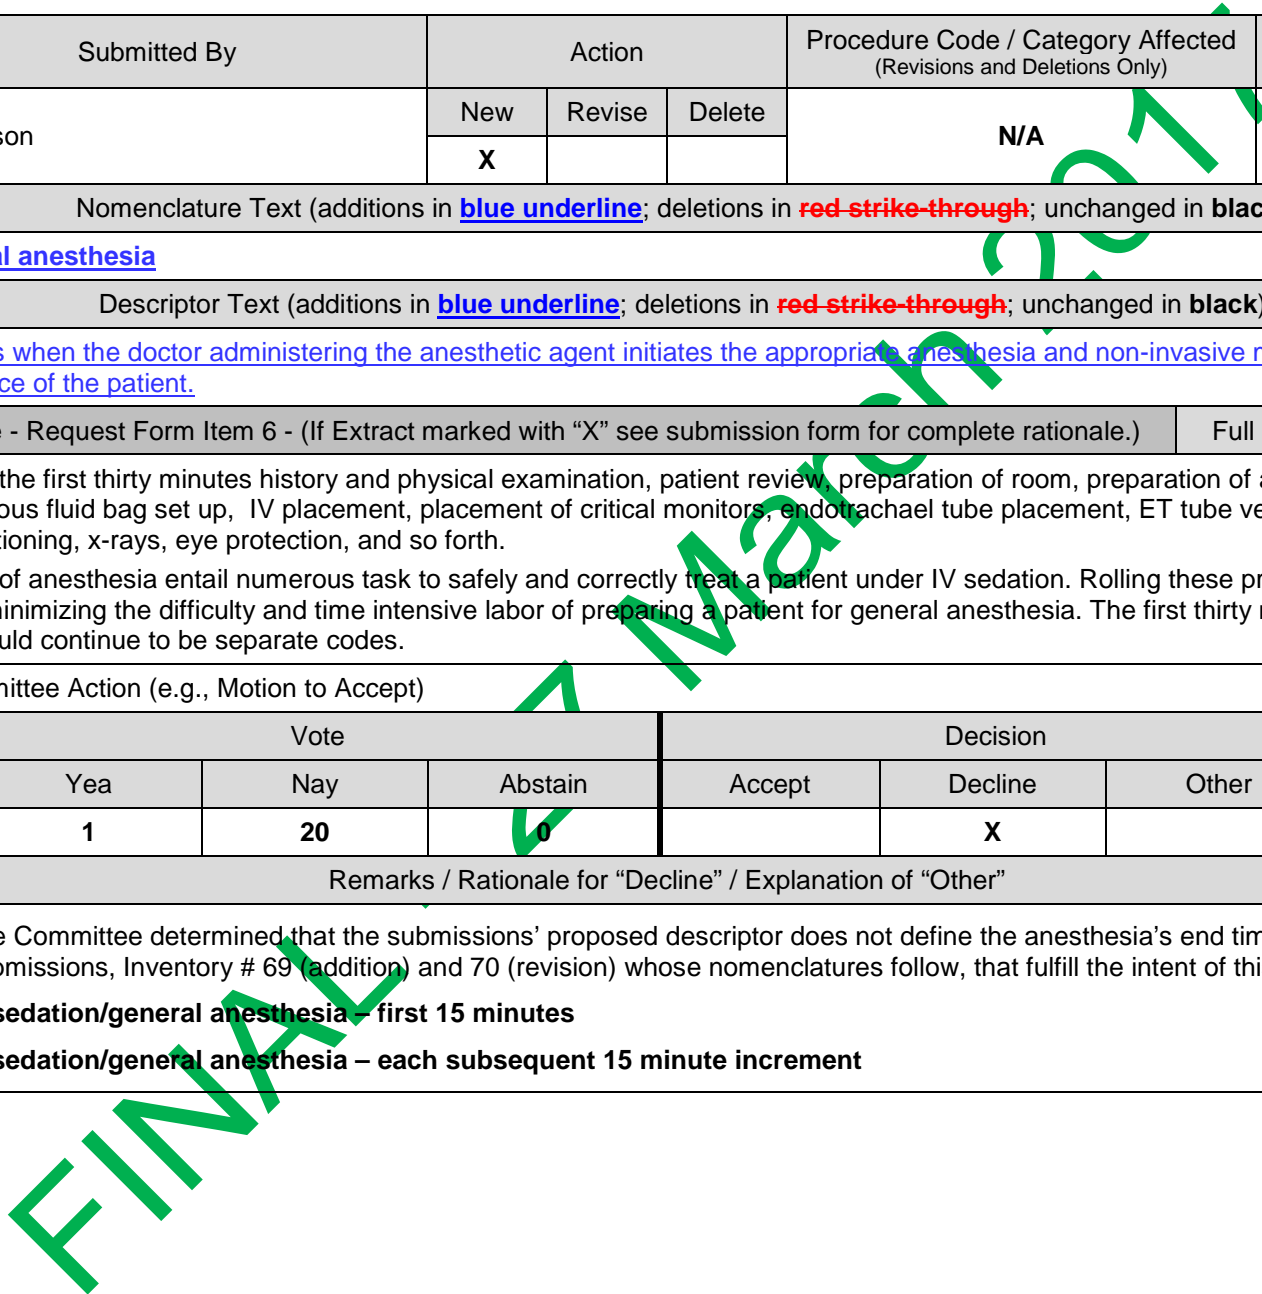 Submitted By Action Procedure Code / Category Affected
(Revisions and Deletions Only)
son New Revise Delete N/A
X
Nomenclature Text (additions in blue underline; deletions in red strike-through; unchanged in blac
al anesthesia
Descriptor Text (additions in blue underline; deletions in red strike-through; unchanged in black)
s when the doctor administering the anesthetic agent initiates the appropriate anesthesia and non-invasive
ce of the patient.
e - Request Form Item 6 - (If Extract marked with “X” see submission form for complete rationale.) Full
the first thirty minutes history and physical examination, patient review, preparation of room, preparation of a
ous fluid bag set up, IV placement, placement of critical monitors, endotrachael tube placement, ET tube ve
tioning, x-rays, eye protection, and so forth.
of anesthesia entail numerous task to safely and correctly treat a patient under IV sedation. Rolling these pr
minimizing the difficulty and time intensive labor of preparing a patient for general anesthesia. The first thirty
uld continue to be separate codes.
mittee Action (e.g., Motion to Accept)
Vote Decision
Yea Nay Abstain Accept Decline Other
1 20 0 X
Remarks / Rationale for “Decline” / Explanation of “Other”
e Committee determined that the submissions’ proposed descriptor does not define the anesthesia’s end tim
omissions, Inventory # 69 (addition) and 70 (revision) whose nomenclatures follow, that fulfill the intent of thi
sedation/general anesthesia – first 15 minutes
sedation/general anesthesia – each subsequent 15 minute increment
FINAL March 201